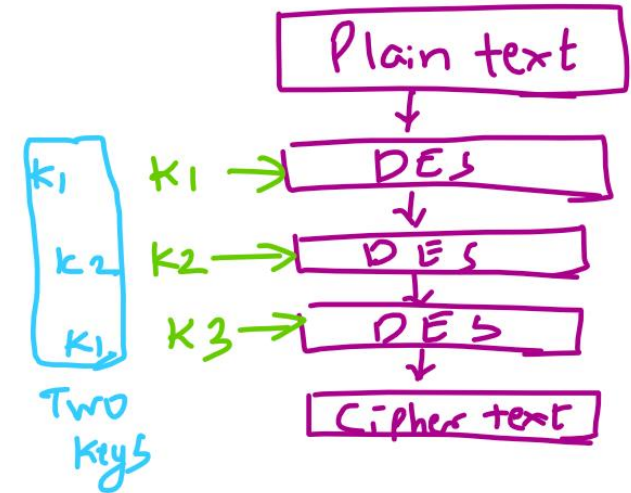 Plain text
K1 K1 DES
K2 K2 DES
K1 K3 DES
Cipher text
Two
Keys